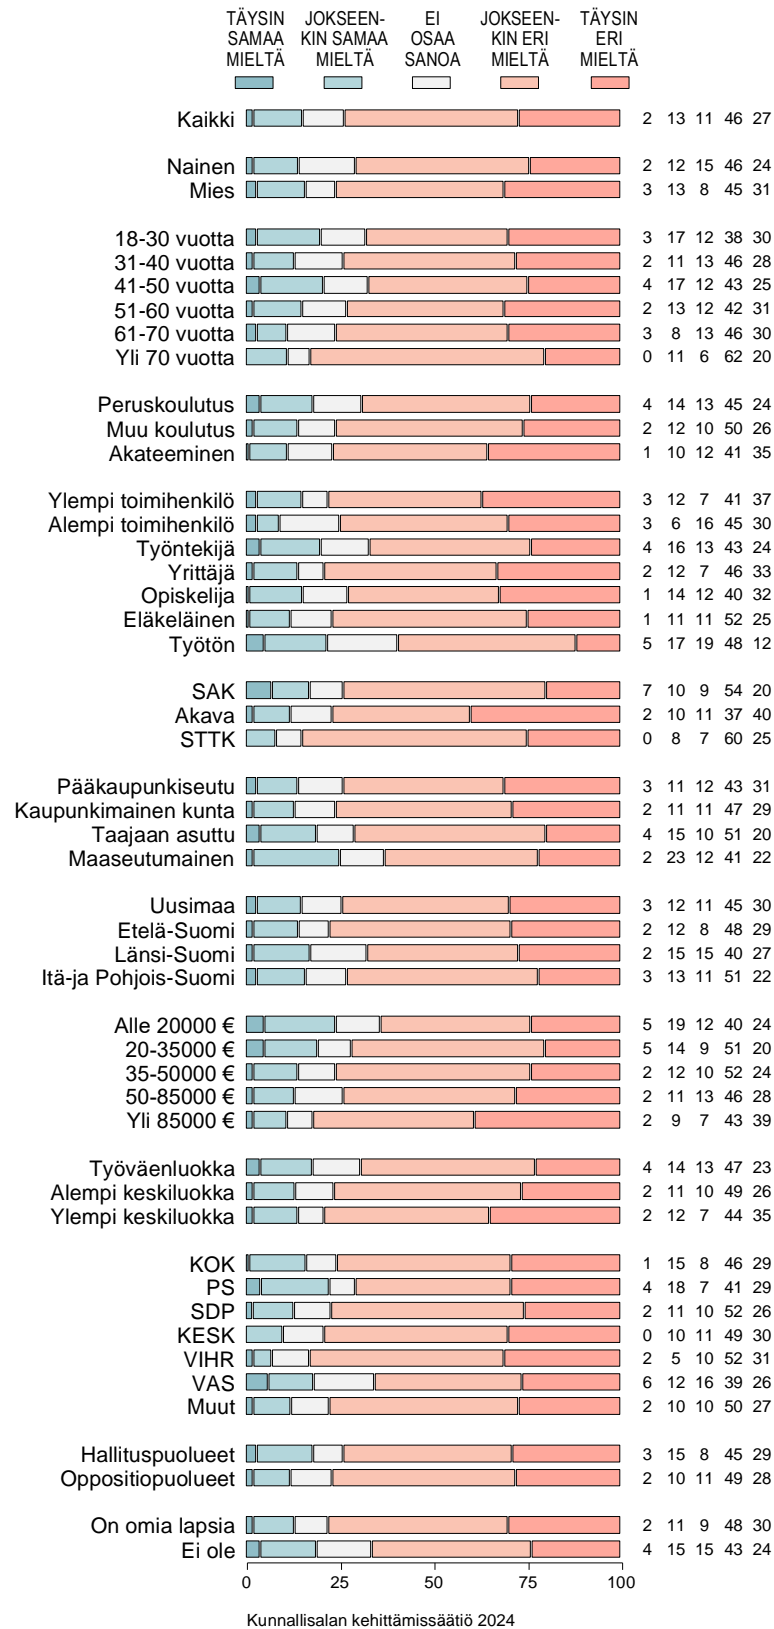 TÄYSIN JOKSEEN- EI JOKSEEN- TÄYSIN
SAMAA KIN SAMAA OSAA KIN ERI ERI
MIELTÄ MIELTÄ SANOA MIELTÄ MIELTÄ
Kaikki 2 13 11 46 27
Nainen 2 12 15 46 24
Mies 3 13 8 45 31
18-30 vuotta 3 17 12 38 30
31-40 vuotta 2 11 13 46 28
41-50 vuotta 4 17 12 43 25
51-60 vuotta 2 13 12 42 31
61-70 vuotta 3 8 13 46 30
Yli 70 vuotta 0 11 6 62 20
Peruskoulutus 4 14 13 45 24
Muu koulutus 2 12 10 50 26
Akateeminen 1 10 12 41 35
Ylempi toimihenkilö 3 12 7 41 37
Alempi toimihenkilö 3 6 16 45 30
Työntekijä 4 16 13 43 24
Yrittäjä 2 12 7 46 33
Opiskelija 1 14 12 40 32
Eläkeläinen 1 11 11 52 25
Työtön 5 17 19 48 12
SAK 7 10 9 54 20
Akava 2 10 11 37 40
STTK 0 8 7 60 25
Pääkaupunkiseutu 3 11 12 43 31
Kaupunkimainen kunta 2 11 11 47 29
Taajaan asuttu 4 15 10 51 20
Maaseutumainen 2 23 12 41 22
Uusimaa 3 12 11 45 30
Etelä-Suomi 2 12 8 48 29
Länsi-Suomi 2 15 15 40 27
Itä-ja Pohjois-Suomi 3 13 11 51 22
Alle 20000 € 5 19 12 40 24
20-35000 € 5 14 9 51 20
35-50000 € 2 12 10 52 24
50-85000 € 2 11 13 46 28
Yli 85000 € 2 9 7 43 39
Työväenluokka 4 14 13 47 23
Alempi keskiluokka 2 11 10 49 26
Ylempi keskiluokka 2 12 7 44 35
KOK 1 15 8 46 29
PS 4 18 7 41 29
SDP 2 11 10 52 26
KESK 0 10 11 49 30
VIHR 2 5 10 52 31
VAS 6 12 16 39 26
Muut 2 10 10 50 27
Hallituspuolueet 3 15 8 45 29
Oppositiopuolueet 2 10 11 49 28
On omia lapsia 2 11 9 48 30
Ei ole 4 15 15 43 24
0 25 50 75 100
Kunnallisalan kehittämissäätiö 2024